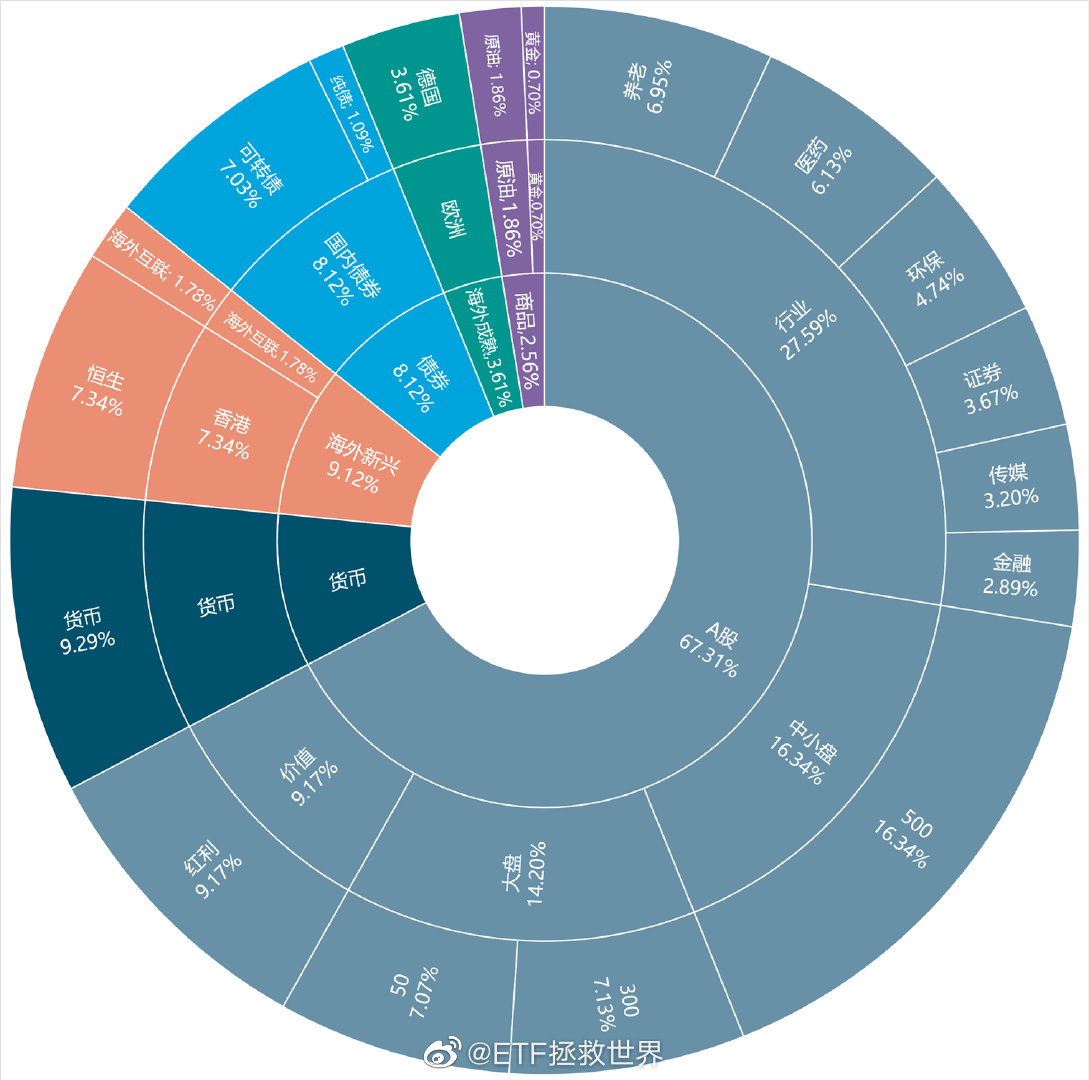 养老
6.95%
医药
6.13%
环保
4.74%
证券
3.67%
传媒
3.20%
金融
2.89%
500
16.34%
300
7.13%
50
7.07%
红利
9.17%
货币
9.29%
恒生
7.34%
海外互联; 1.78%
可转债
7.03%
纯债; 1.09%
德国
3.61%
原油; 1.86%
黄金; 0.70%
行业
27.59%
中小盘
16.34%
大盘
14.20%
价值
9.17%
货币
香港
7.34%
海外互联,1.78%
国内债券
8.12%
欧洲
原油,1.86%
黄金,0.70%
A股
67.31%
货币
海外新兴
9.12%
债券
8.12%
海外成熟,3.61%
商品,2.56%
@ETF拯救世界